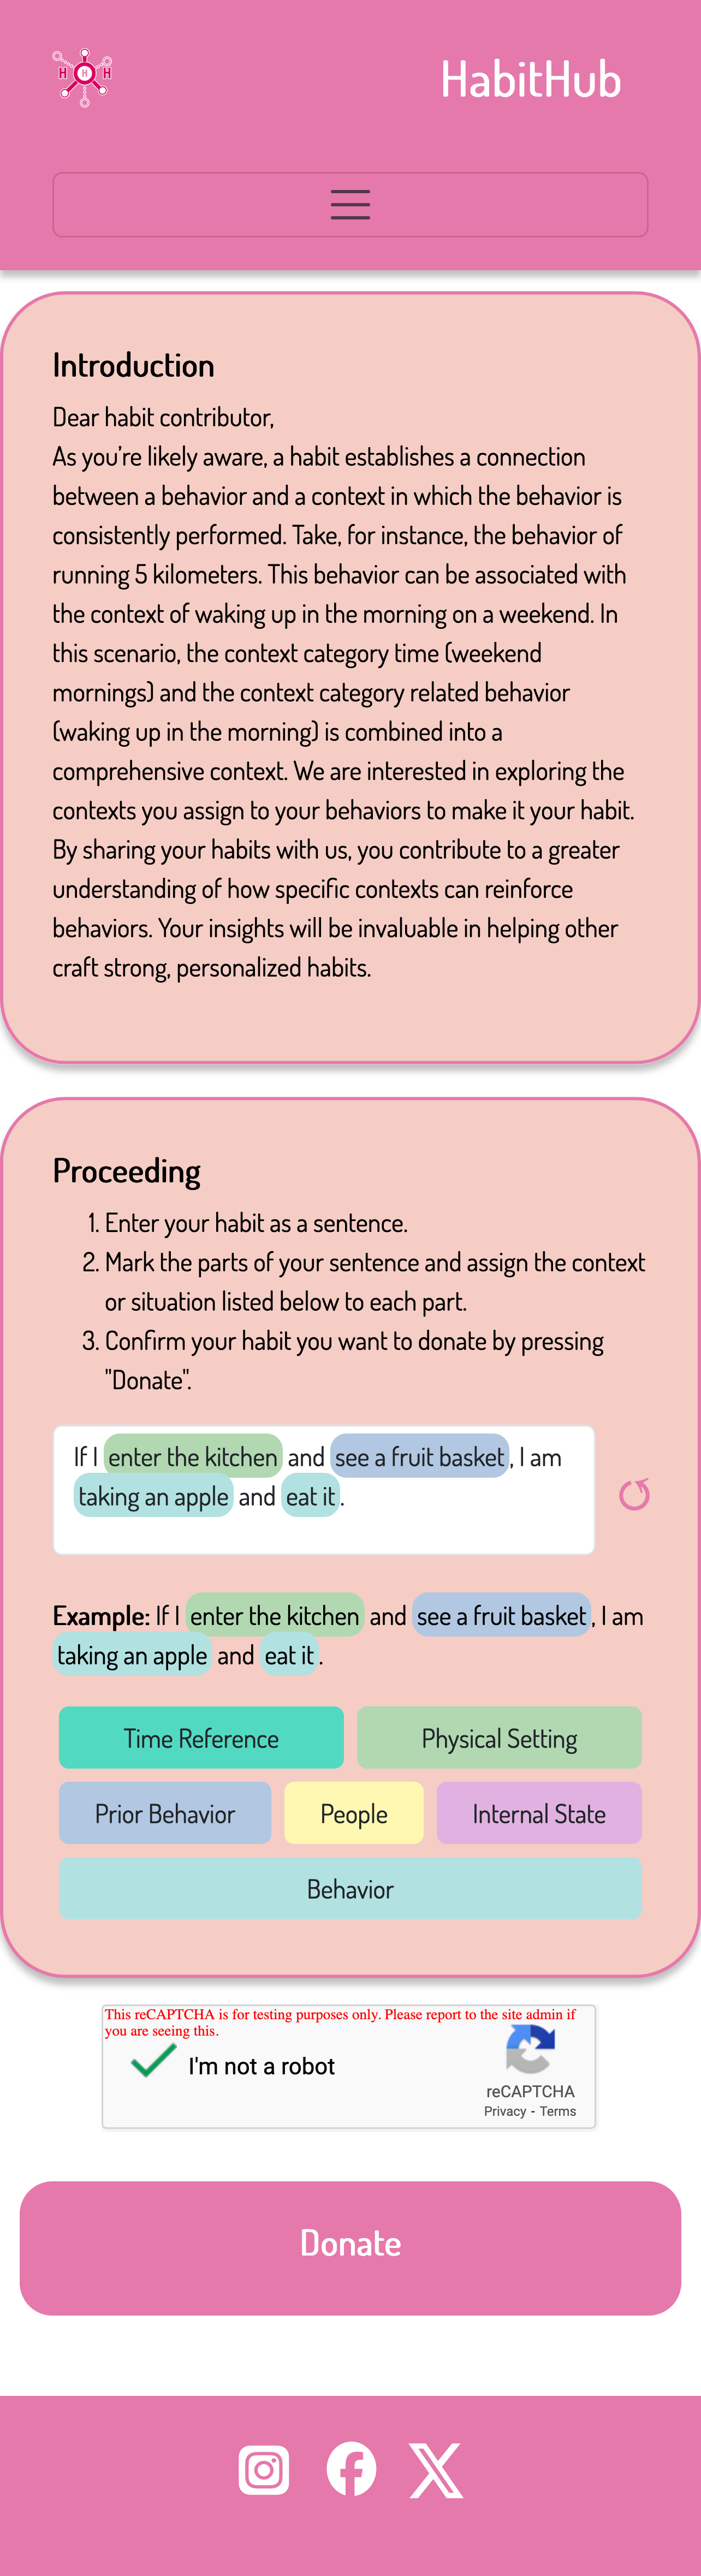 H H H
HabitHub
Introduction
Dear habit contributor,
As you’re likely aware, a habit establishes a connection
between a behavior and a context in which the behavior is
consistently performed. Take, for instance, the behavior of
running 5 kilometers. This behavior can be associated with
the context of waking up in the morning on a weekend. In
this scenario, the context category time (weekend
mornings) and the context category related behavior
(waking up in the morning) is combined into a
comprehensive context. We are interested in exploring the
contexts you assign to your behaviors to make it your habit.
By sharing your habits with us, you contribute to a greater
understanding of how specific contexts can reinforce
behaviors. Your insights will be invaluable in helping other
craft strong, personalized habits.
Proceeding
1. Enter your habit as a sentence.
2. Mark the parts of your sentence and assign the context
or situation listed below to each part.
3. Confirm your habit you want to donate by pressing
"Donate".
If I enter the kitchen and see a fruit basket, I am
taking an apple and eat it.
Example: If I enter the kitchen and see a fruit basket, I am
taking an apple and eat it.
Time Reference
Physical Setting
Prior Behavior
People
Internal State
Behavior
This reCAPTCHA is for testing purposes only. Please report to the site admin if
you are seeing this.
I'm not a robot
reCAPTCHA
Privacy - Terms
Donate